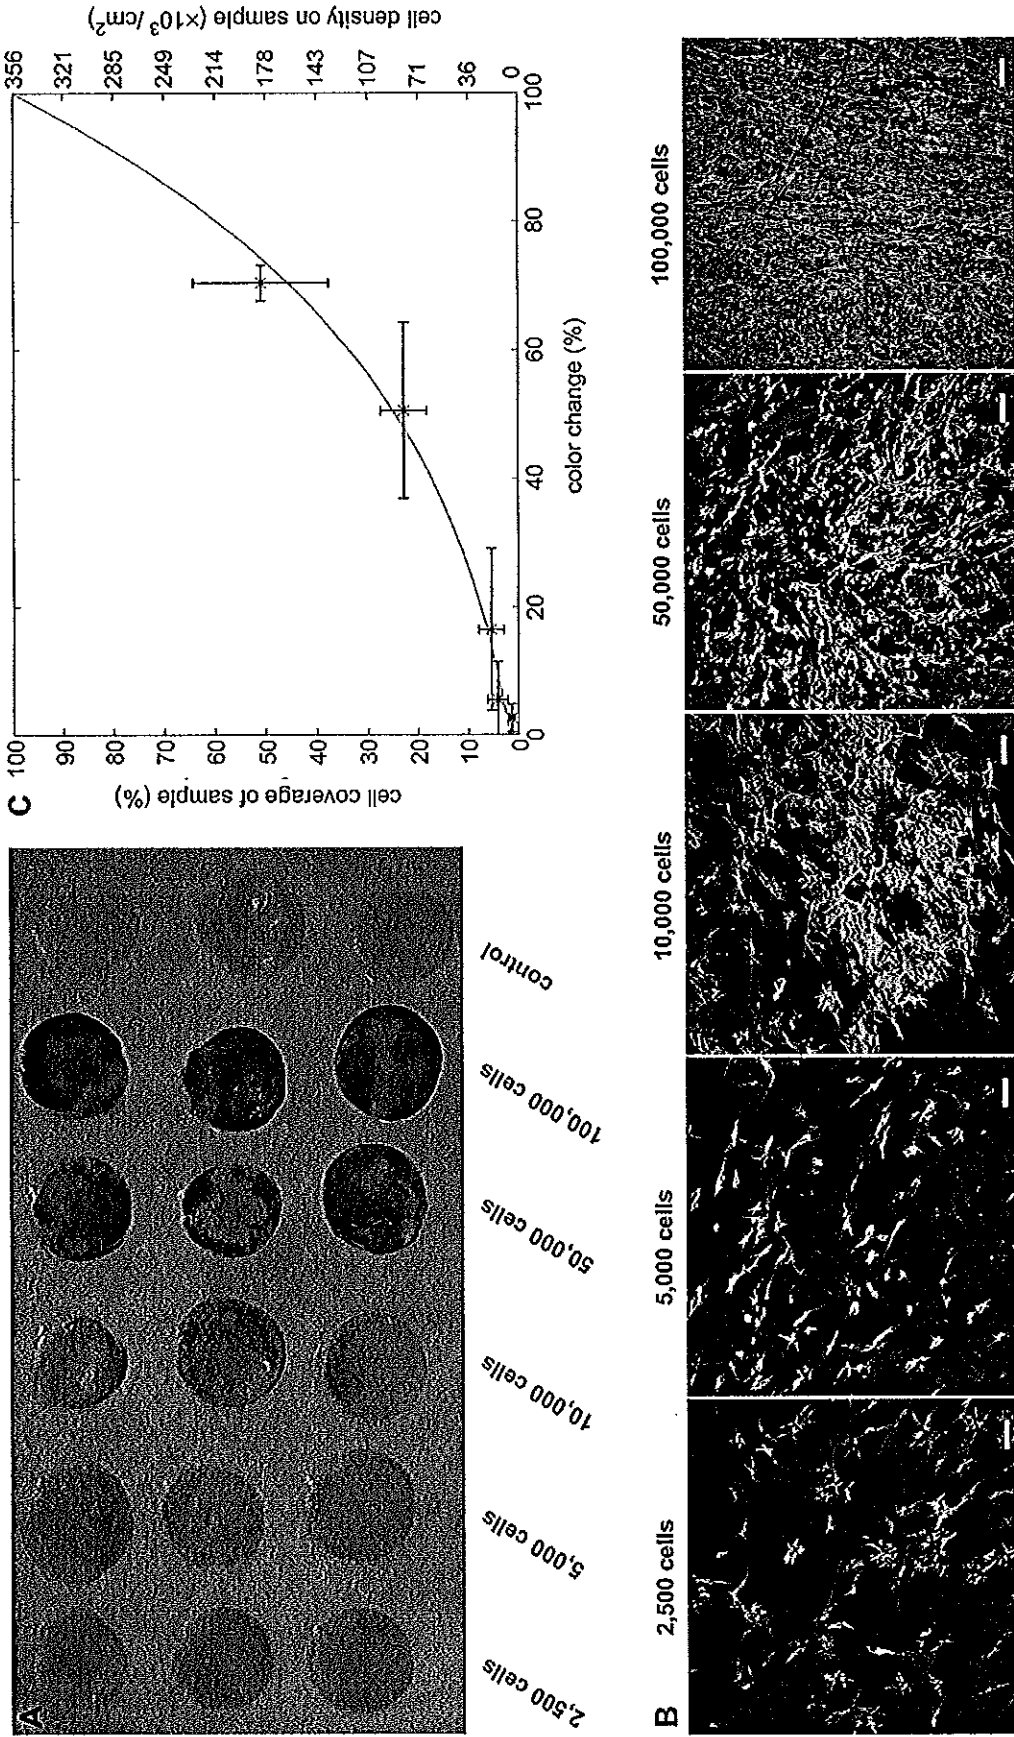 A
2,500 cells
5,000 cells
10,000 cells
50,000 cells
100,000 cells
control
C
cell coverage of sample (%)
100
90
80
70
60
50
40
30
20
10
0
0
20
40
60
80
100
color change (%)
356
321
285
249
214
178
143
107
71
36
0
cell density on sample (×10³/cm²)
B
2,500 cells
5,000 cells
10,000 cells
50,000 cells
100,000 cells